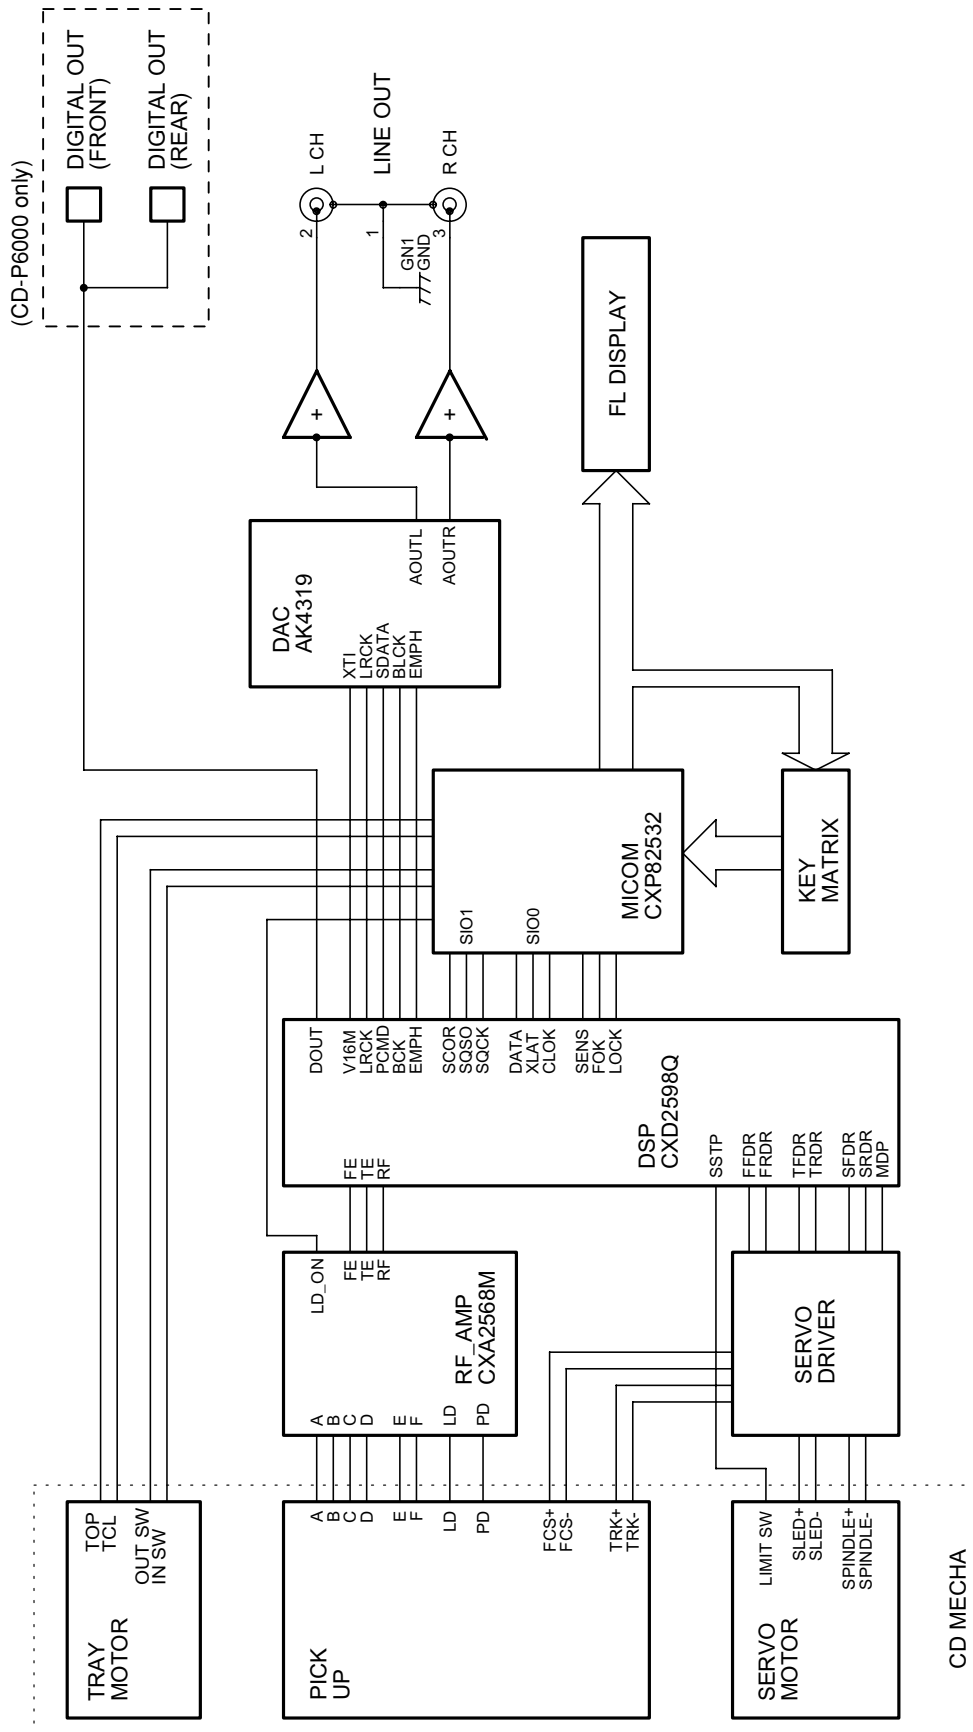 TRAY
MOTOR
TOP
TCL
OUT SW
IN SW
PICK
UP
A
B
C
D
E
F
LD
PD
FCS+
FCS-
TRK+
TRK-
SERVO
MOTOR
LIMIT SW
SLED+
SLED-
SPINDLE+
SPINDLE-
CD MECHA
A
B
C
D
E
F
LD
PD
RF_AMP
CXA2568M
LD_ON
FE
TE
RF
SERVO
DRIVER
FE
TE
RF
DSP
CXD2598Q
SSTP
FFDR
FRDR
TFDR
TRDR
SFDR
SRDR
MDP
DOUT
V16M
LRCK
PCMD
BCK
EMPH
SCOR
SQSO
SQCK
DATA
XLAT
CLOK
SENS
FOK
LOCK
SIO1
SIO0
MICOM
CXP82532
KEY
MATRIX
XTI
LRCK
SDATA
BLCK
EMPH
DAC
AK4319
AOUTL
AOUTR
+
+
FL DISPLAY
2
1
3
GN1
GND
L CH
LINE OUT
R CH
(CD-P6000 only)
DIGITAL OUT
(FRONT)
DIGITAL OUT
(REAR)